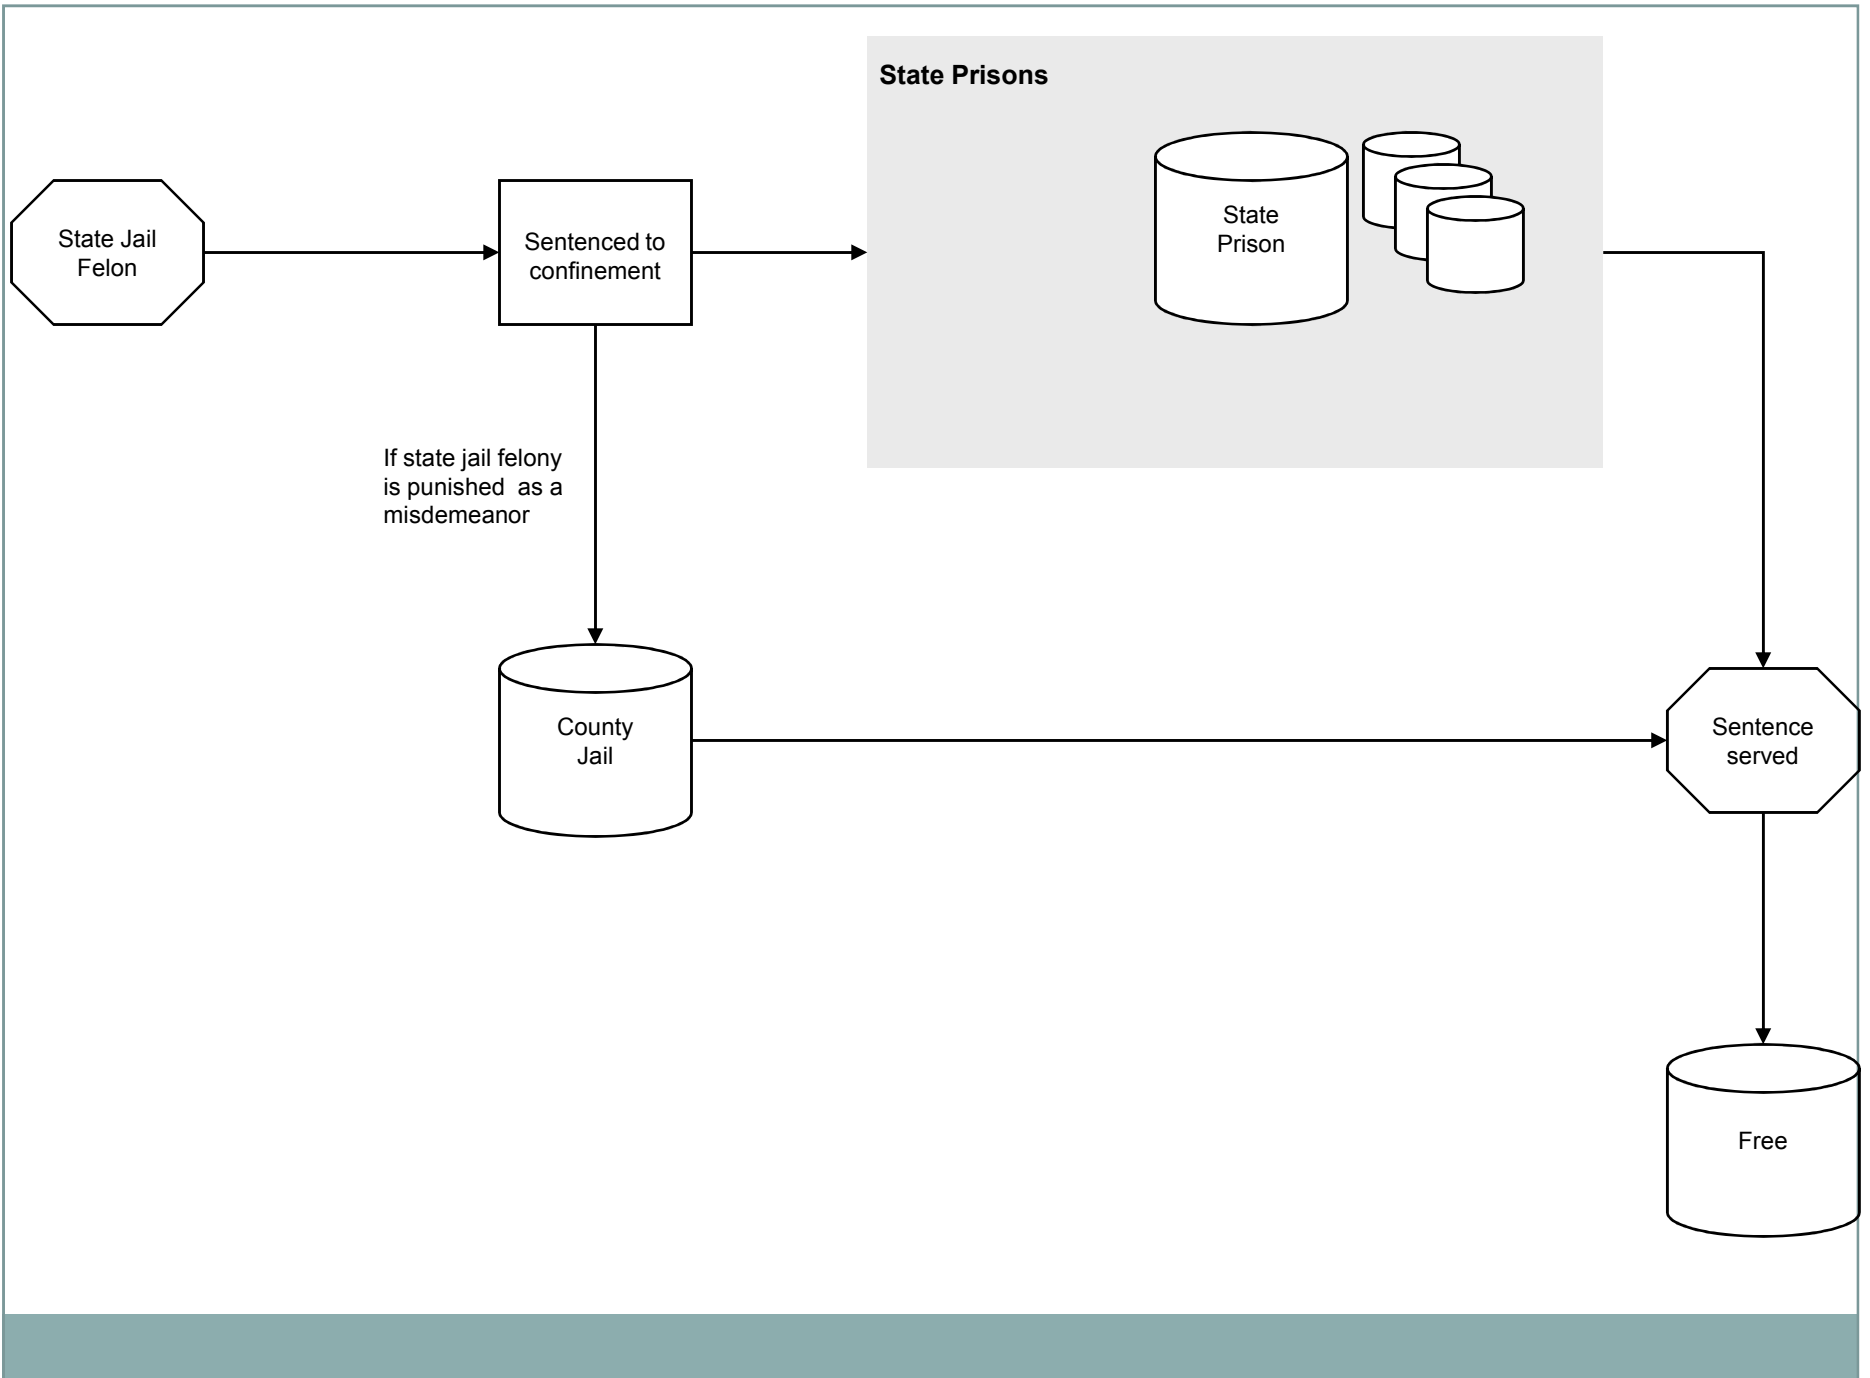 State Prisons
State Jail
Felon
Sentenced to
confinement
State
Prison
If state jail felony
is punished  as a
misdemeanor
County
Jail
Sentence
served
Free